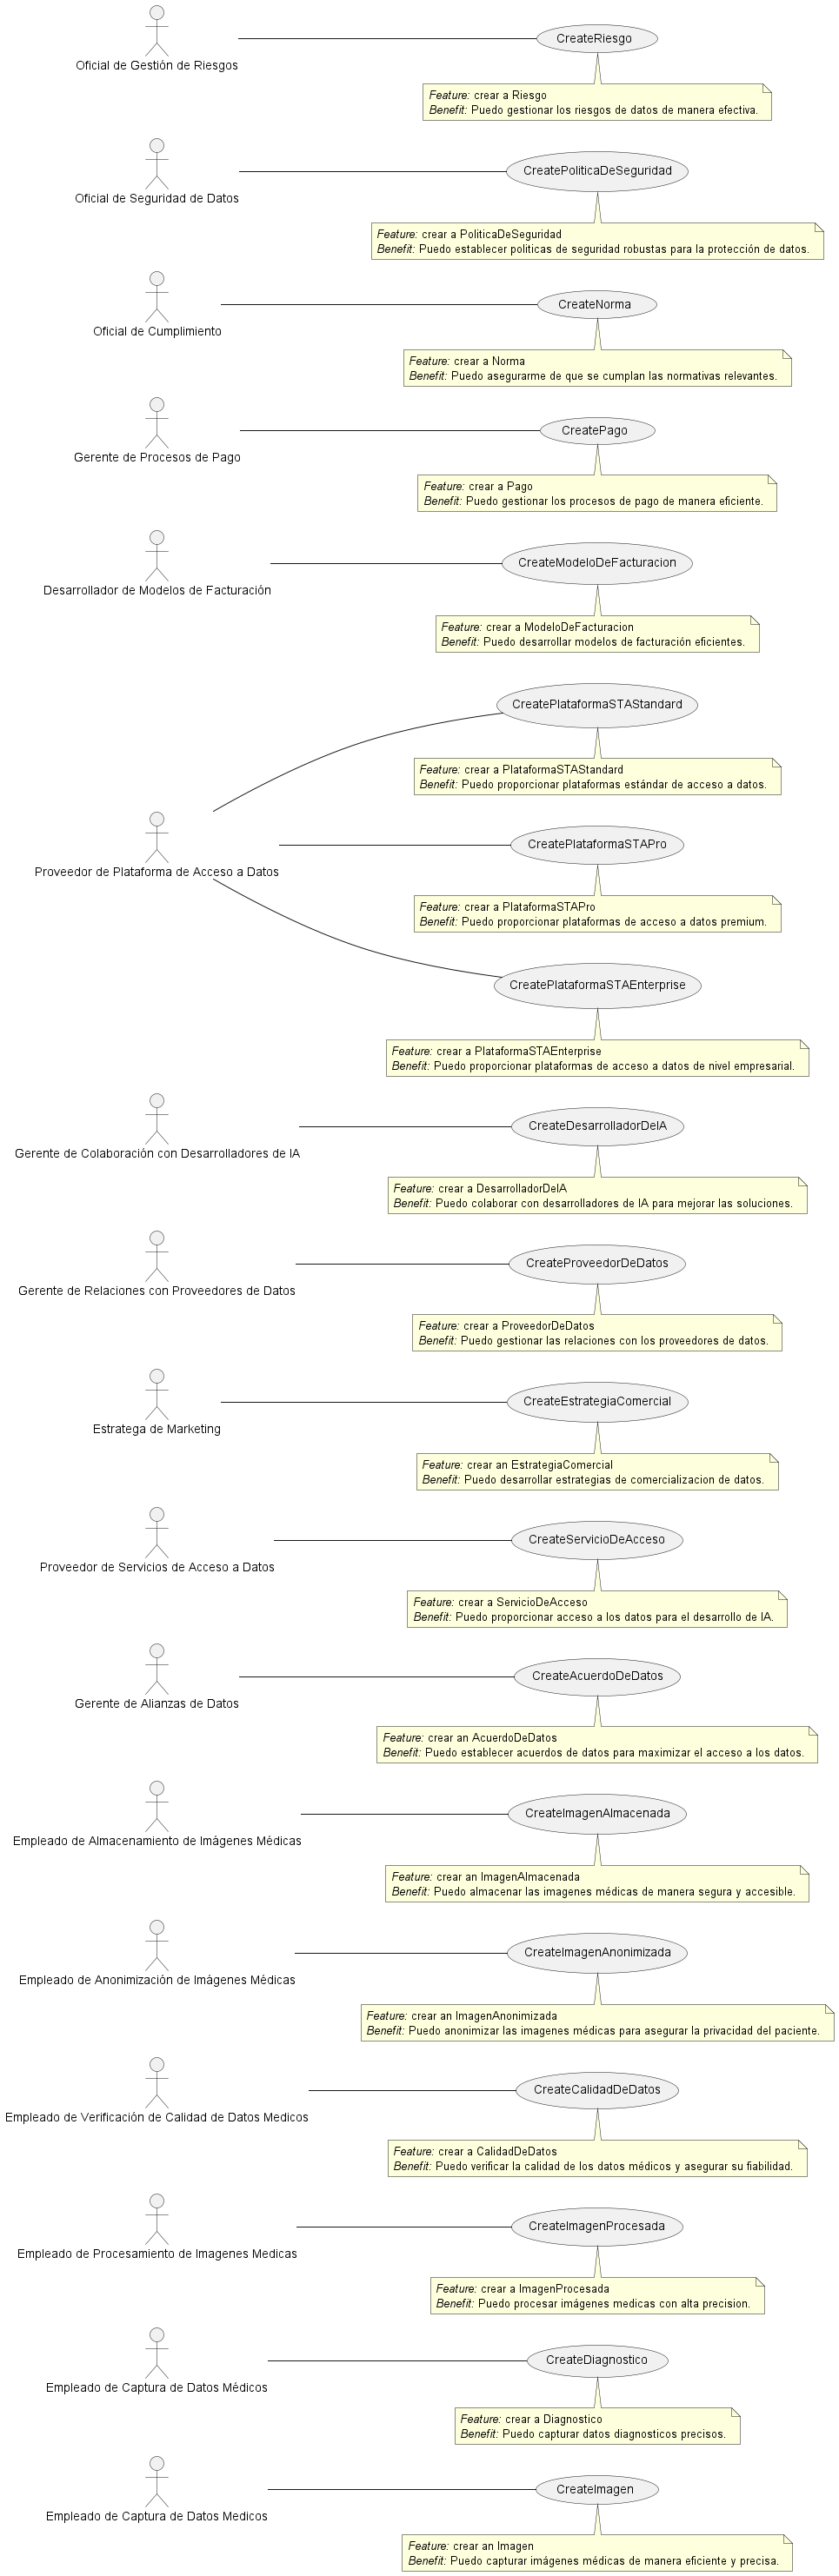 CreateRiesgo
Oficial de Gestión de Riesgos
Feature: crear a Riesgo
Benefit: Puedo gestionar los riesgos de datos de manera efectiva.
CreatePoliticaDeSeguridad
Oficial de Seguridad de Datos
Feature: crear a PoliticaDeSeguridad
Benefit: Puedo establecer politicas de seguridad robustas para la protección de datos.
CreateNorma
Oficial de Cumplimiento
Feature: crear a Norma
Benefit: Puedo asegurarme de que se cumplan las normativas relevantes.
CreatePago
Gerente de Procesos de Pago
Feature: crear a Pago
Benefit: Puedo gestionar los procesos de pago de manera eficiente.
CreateModeloDeFacturacion
Desarrollador de Modelos de Facturación
Feature: crear a ModeloDeFacturacion
Benefit: Puedo desarrollar modelos de facturación eficientes.
CreatePlataformaSTAStandard
Feature: crear a PlataformaSTAStandard
Benefit: Puedo proporcionar plataformas estándar de acceso a datos.
CreatePlataformaSTAPro
Proveedor de Plataforma de Acceso a Datos
Feature: crear a PlataformaSTAPro
Benefit: Puedo proporcionar plataformas de acceso a datos premium.
CreatePlataformaSTAEnterprise
Feature: crear a PlataformaSTAEnterprise
Benefit: Puedo proporcionar plataformas de acceso a datos de nivel empresarial.
CreateDesarrolladorDeIA
Gerente de Colaboración con Desarrolladores de IA
Feature: crear a DesarrolladorDeIA
Benefit: Puedo colaborar con desarrolladores de IA para mejorar las soluciones.
CreateProveedorDeDatos
Gerente de Relaciones con Proveedores de Datos
Feature: crear a ProveedorDeDatos
Benefit: Puedo gestionar las relaciones con los proveedores de datos.
CreateEstrategiaComercial
Estratega de Marketing
Feature: crear an EstrategiaComercial
Benefit: Puedo desarrollar estrategias de comercializacion de datos.
CreateServicioDeAcceso
Proveedor de Servicios de Acceso a Datos
Feature: crear a ServicioDeAcceso
Benefit: Puedo proporcionar acceso a los datos para el desarrollo de IA.
CreateAcuerdoDeDatos
Gerente de Alianzas de Datos
Feature: crear an AcuerdoDeDatos
Benefit: Puedo establecer acuerdos de datos para maximizar el acceso a los datos.
CreateImagenAlmacenada
Empleado de Almacenamiento de Imágenes Médicas
Feature: crear an ImagenAlmacenada
Benefit: Puedo almacenar las imagenes médicas de manera segura y accesible.
CreateImagenAnonimizada
Empleado de Anonimización de Imágenes Médicas
Feature: crear an ImagenAnonimizada
Benefit: Puedo anonimizar las imagenes médicas para asegurar la privacidad del paciente.
CreateCalidadDeDatos
Empleado de Verificación de Calidad de Datos Medicos
Feature: crear a CalidadDeDatos
Benefit: Puedo verificar la calidad de los datos médicos y asegurar su fiabilidad.
CreateImagenProcesada
Empleado de Procesamiento de Imagenes Medicas
Feature: crear a ImagenProcesada
Benefit: Puedo procesar imágenes medicas con alta precision.
CreateDiagnostico
Empleado de Captura de Datos Médicos
Feature: crear a Diagnostico
Benefit: Puedo capturar datos diagnosticos precisos.
CreateImagen
Empleado de Captura de Datos Medicos
Feature: crear an Imagen
Benefit: Puedo capturar imágenes médicas de manera eficiente y precisa.